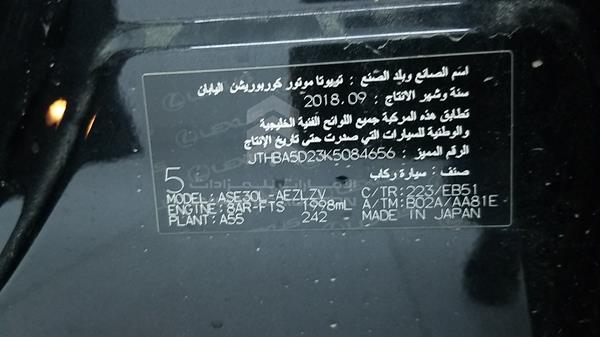 اسم الصانع وبلد الصنع : تويوتا موتور كوربوريشن اليابان
سنة وشهر الانتاج : 2018.09
تطابق هذه المركبة جميع اللوائح الفنية الخليجية
والوطنية للسيارات التي صدرت حتى تاريخ الإنتاج
الرقم المميز : JTHBA5D23K5084656
صنف : سيارة ركاب
5
MODEL: ASE30L-AEZLZV C/TR: 223/EB51
ENGINE: 8AR-FTS 1998mL A/TM: B02A/AA81E
PLANT: A55 242 MADE IN JAPAN